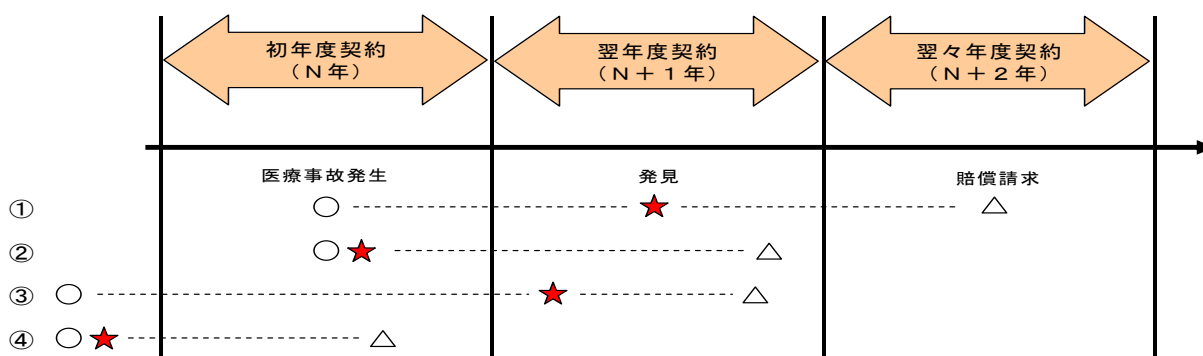 初年度契約
（N年）
翌年度契約
（N＋1年）
翌々年度契約
（N＋2年）
医療事故発生
発見
賠償請求
①
②
③
④